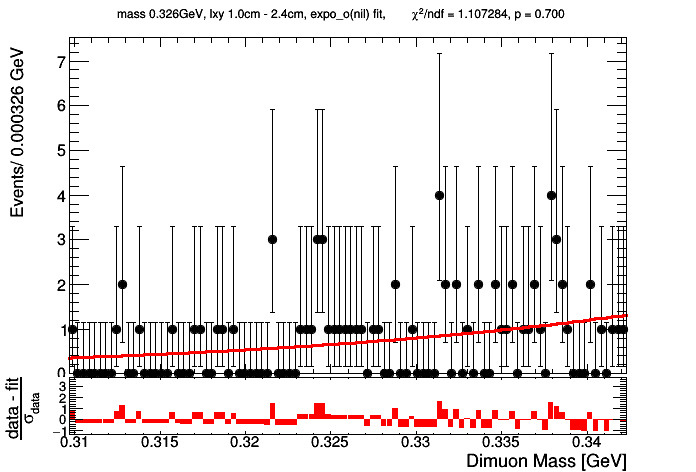 mass 0.326GeV, lxy 1.0cm - 2.4cm, expo_o(nil) fit, χ²/ndf = 1.107284, p = 0.700
Events/ 0.000326 GeV
7
6
5
4
3
2
1
0
data - fit
σdata
3
2
1
0
−1
0.31 0.315 0.32 0.325 0.33 0.335 0.34
Dimuon Mass [GeV]